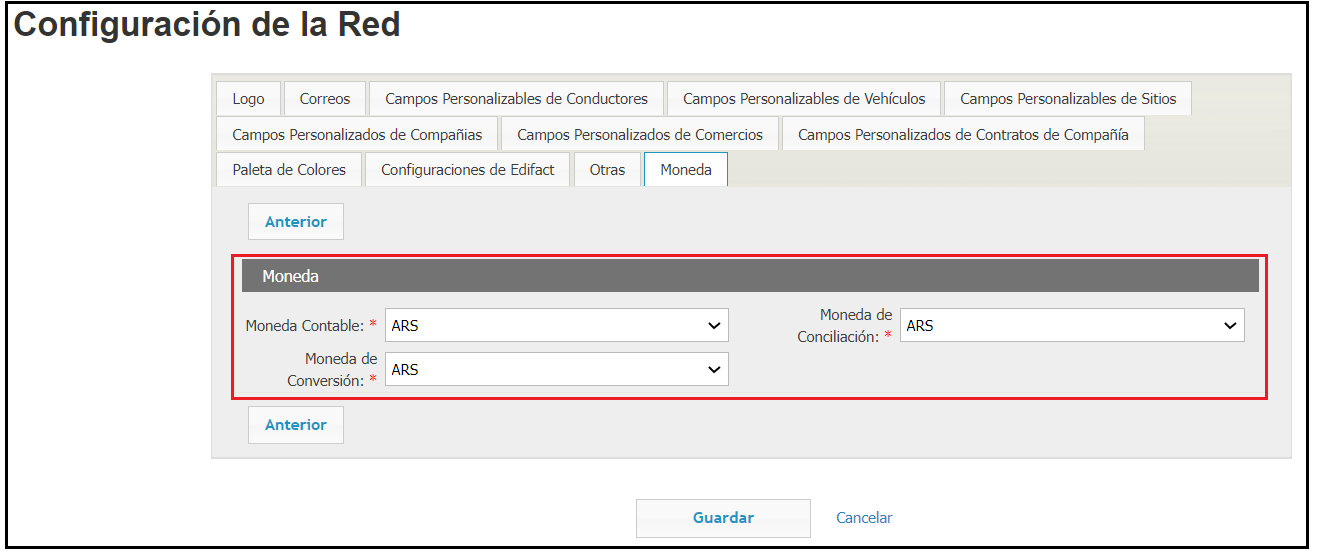 Configuración de la Red
Logo Correos Campos Personalizables de Conductores Campos Personalizables de Vehículos Campos Personalizables de Sitios
Campos Personalizados de Compañias Campos Personalizados de Comercios Campos Personalizados de Contratos de Compañía
Paleta de Colores Configuraciones de Edifact Otras Moneda
Anterior
Moneda
Moneda Contable: * ARS
Moneda de
Conciliación: * ARS
Moneda de
Conversión: * ARS
Anterior
Guardar Cancelar